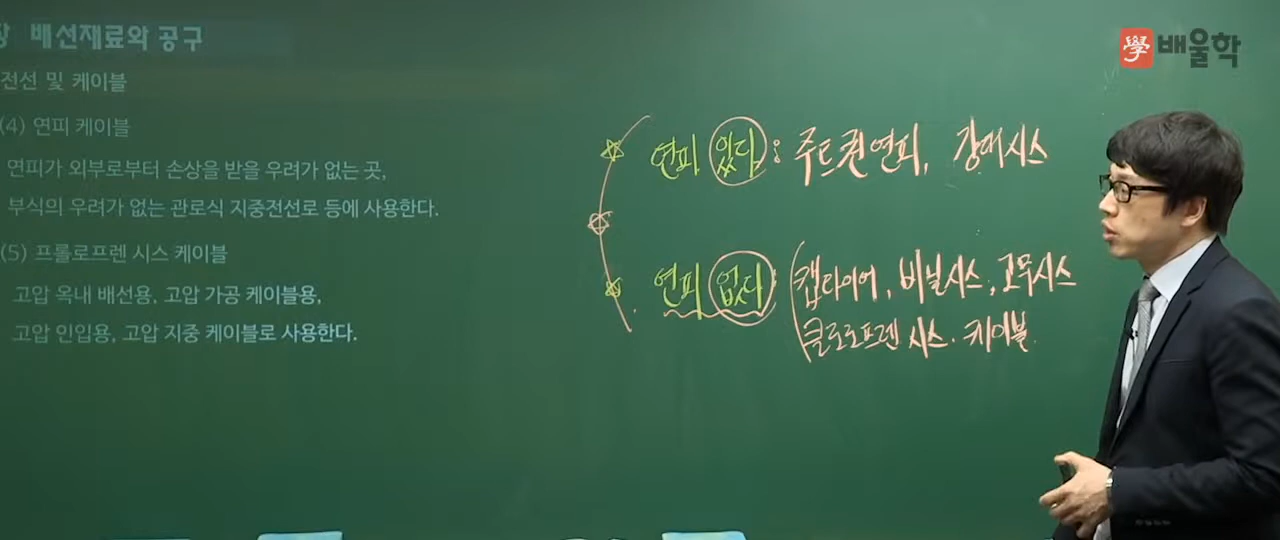 장 배선재료와 공구
전선 및 케이블
(4) 연피 케이블
연피가 외부로부터 손상을 받을 우려가 없는 곳,
부식의 우려가 없는 관로식 지중전선로 등에 사용한다.
(5) 프롤로프렌 시스 케이블
고압 옥내 배선용, 고압 가공 케이블용,
고압 인입용, 고압 지중 케이블로 사용한다.
연피 있다 : 주트권연피, 강대시스
연피 없다 : 캡타이어, 비닐시스, 고무시스
클로로프렌 시스. 케이블.
學 배울학